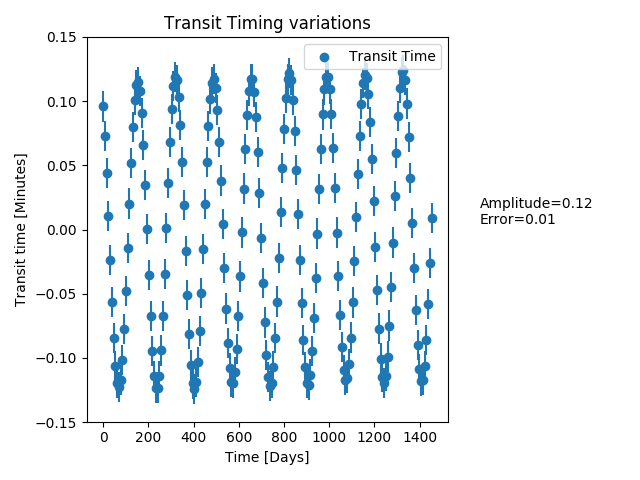 Transit Timing variations
Transit Time
0.15
0.10
0.05
0.00
−0.05
−0.10
−0.15
Transit time [Minutes]
0 200 400 600 800 1000 1200 1400
Time [Days]
Amplitude=0.12
Error=0.01